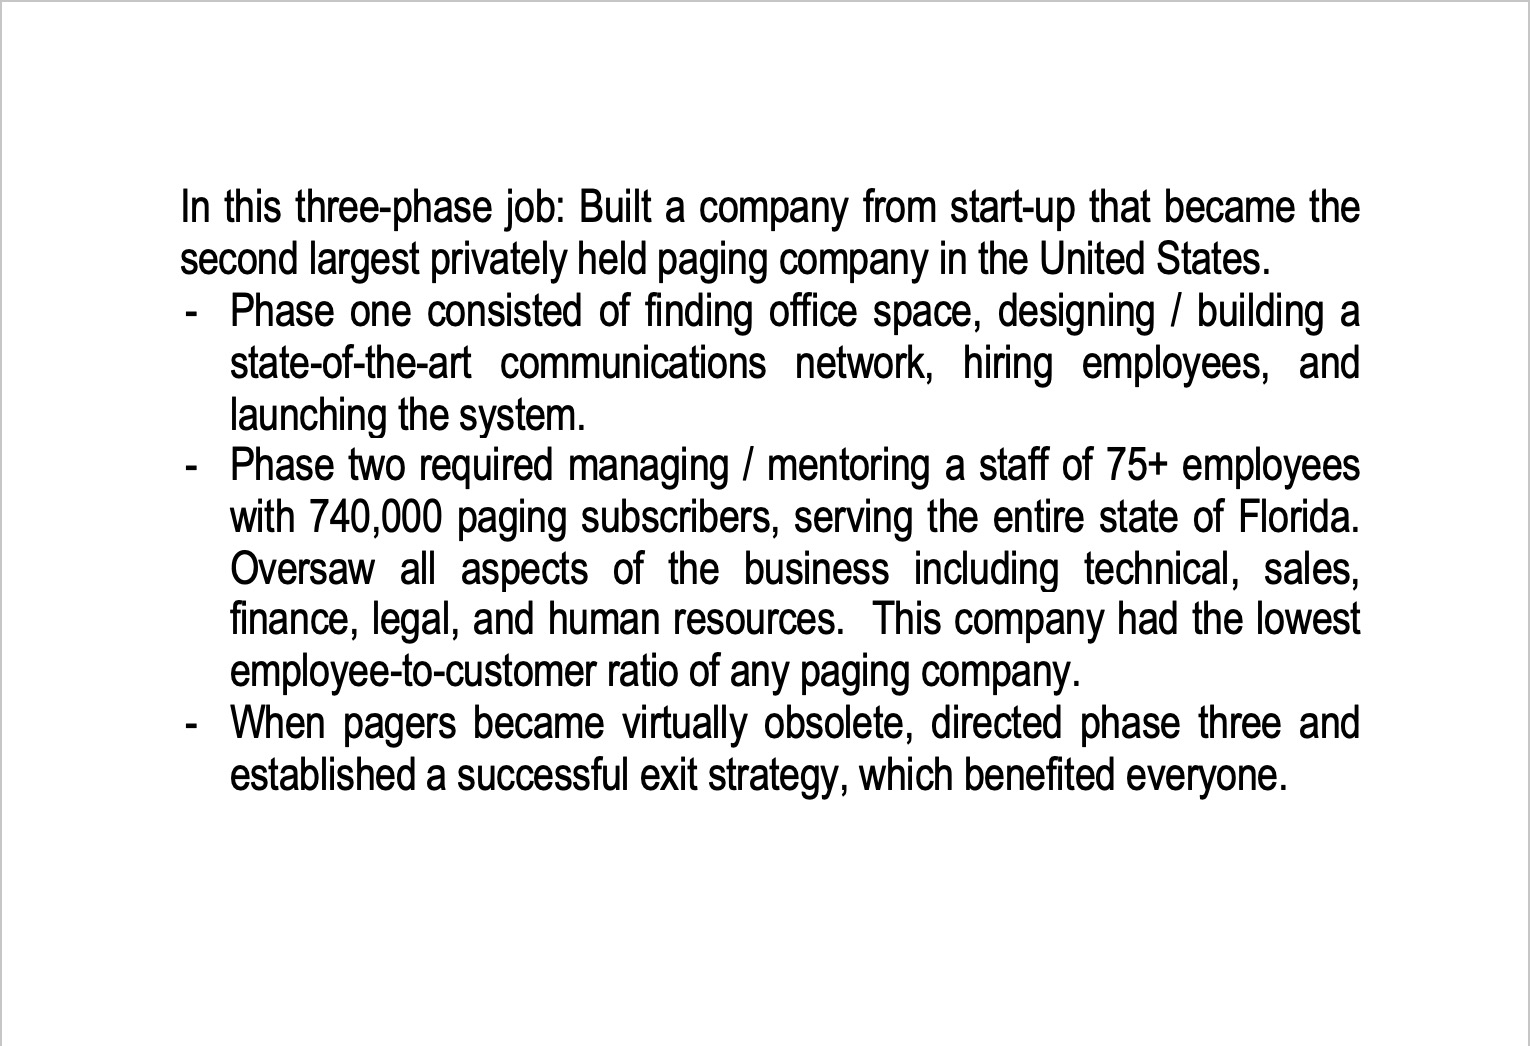 In this three-phase job: Built a company from start-up that became the
second largest privately held paging company in the United States.
- Phase one consisted of finding office space, designing / building a
state-of-the-art communications network, hiring employees, and
launching the system.
- Phase two required managing / mentoring a staff of 75+ employees
with 740,000 paging subscribers, serving the entire state of Florida.
Oversaw all aspects of the business including technical, sales,
finance, legal, and human resources.  This company had the lowest
employee-to-customer ratio of any paging company.
- When pagers became virtually obsolete, directed phase three and
established a successful exit strategy, which benefited everyone.